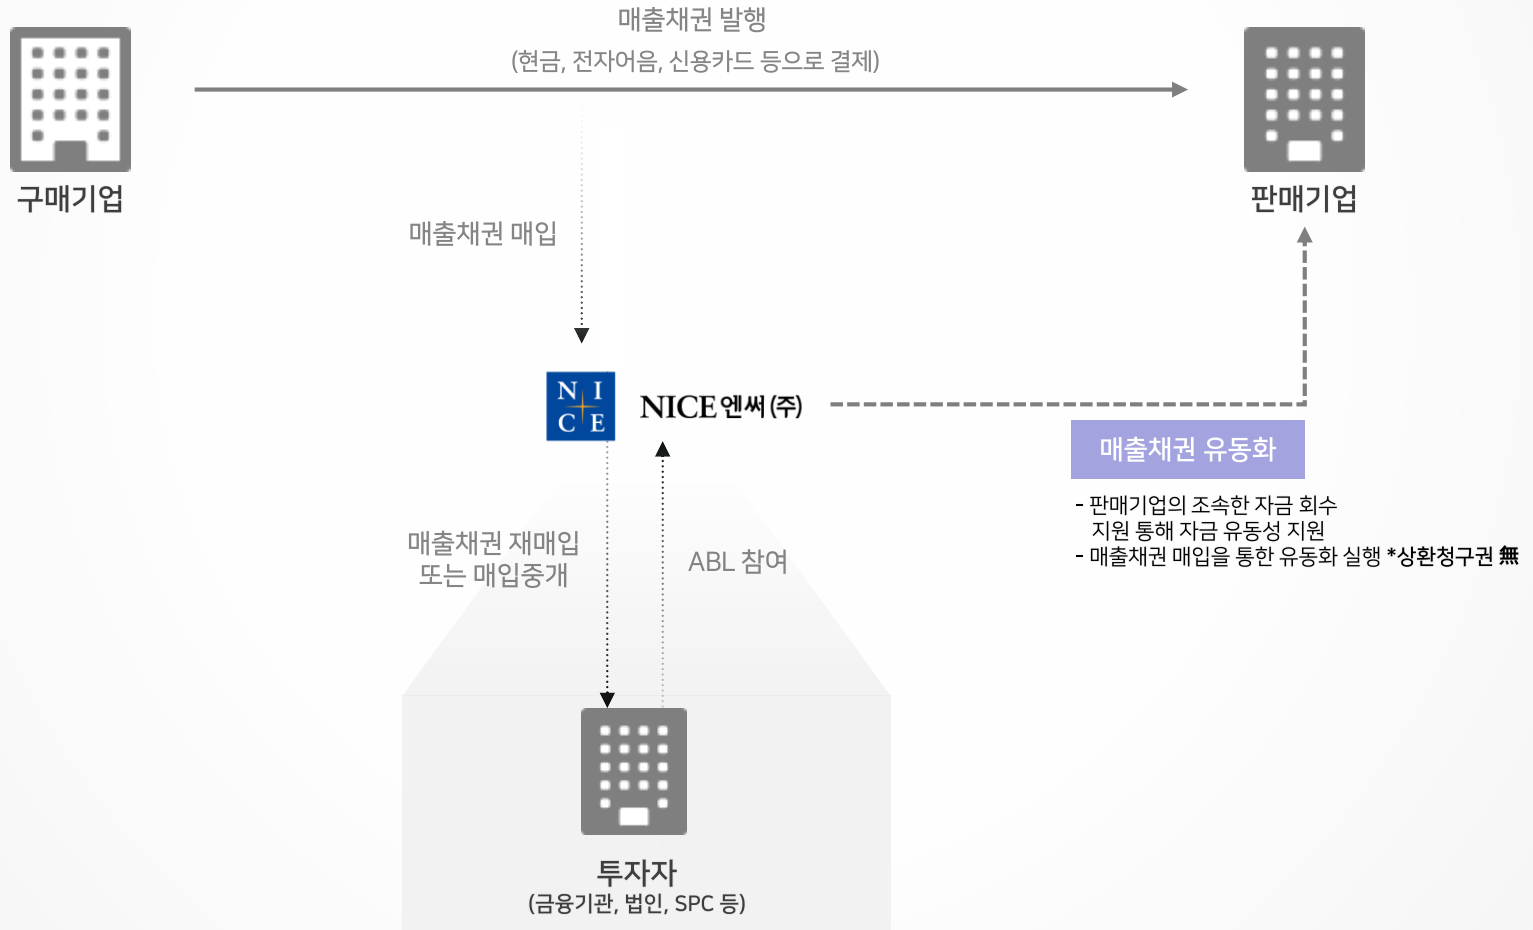 매출채권 발행
(현금, 전자어음, 신용카드 등으로 결제)
구매기업
판매기업
매출채권 매입
N I
C E
NICE엔써(주)
매출채권 유동화
- 판매기업의 조속한 자금 회수
지원 통해 자금 유동성 지원
- 매출채권 매입을 통한 유동화 실행 *상환청구권 無
매출채권 재매입
또는 매입중개
ABL 참여
투자자
(금융기관, 법인, SPC 등)